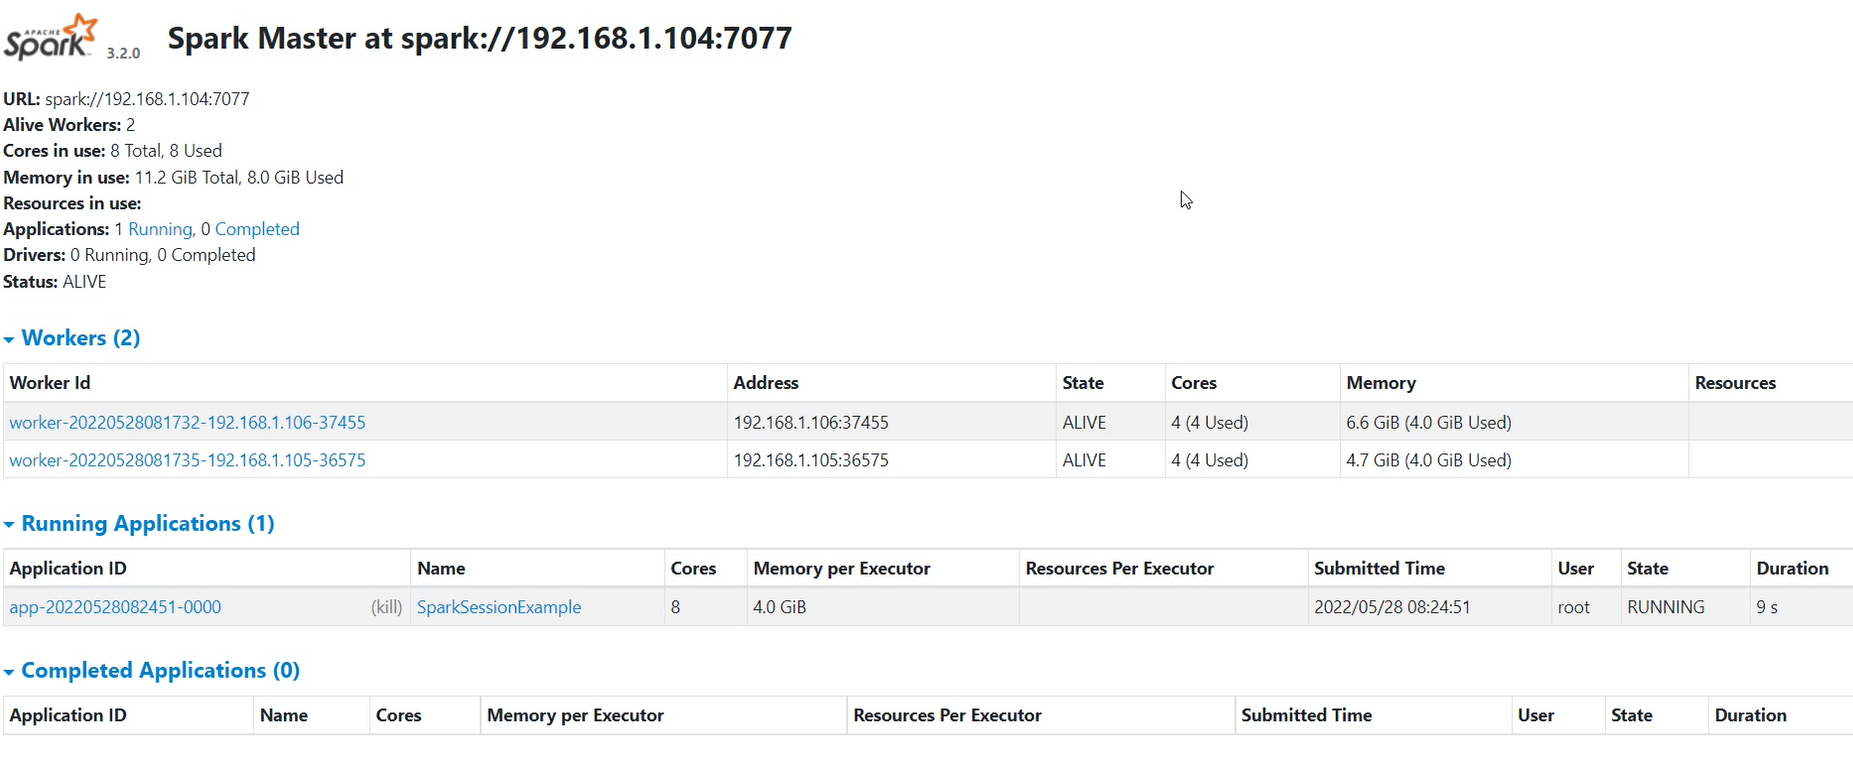 APACHE Spark 3.2.0 Spark Master at spark://192.168.1.104:7077
URL: spark://192.168.1.104:7077
Alive Workers: 2
Cores in use: 8 Total, 8 Used
Memory in use: 11.2 GiB Total, 8.0 GiB Used
Resources in use:
Applications: 1 Running, 0 Completed
Drivers: 0 Running, 0 Completed
Status: ALIVE
Workers (2)
Worker Id Address State Cores Memory Resources
worker-20220528081732-192.168.1.106-37455 192.168.1.106:37455 ALIVE 4 (4 Used) 6.6 GiB (4.0 GiB Used)
worker-20220528081735-192.168.1.105-36575 192.168.1.105:36575 ALIVE 4 (4 Used) 4.7 GiB (4.0 GiB Used)
Running Applications (1)
Application ID Name Cores Memory per Executor Resources Per Executor Submitted Time User State Duration
app-20220528082451-0000 (kill) SparkSessionExample 8 4.0 GiB 2022/05/28 08:24:51 root RUNNING 9 s
Completed Applications (0)
Application ID Name Cores Memory per Executor Resources Per Executor Submitted Time User State Duration